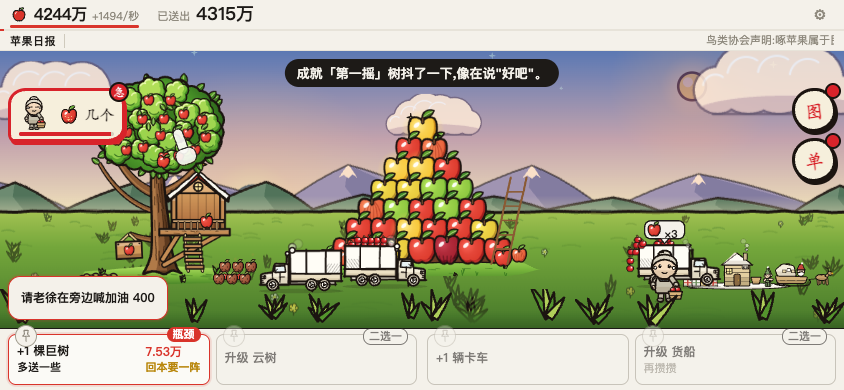 4244万 +1494/秒 已送出 4315万
苹果日报 鸟类协会声明:啄苹果属于
成就「第一摇」树抖了一下,像在说"好吧"。
急
几个
图
单
×3
请老徐在旁边喊加油 400
瓶颈
+1 棵巨树 7.53万
多送一些 回本要一阵
二选一
升级 云树
+1 辆卡车
二选一
升级 货船
再攒攒